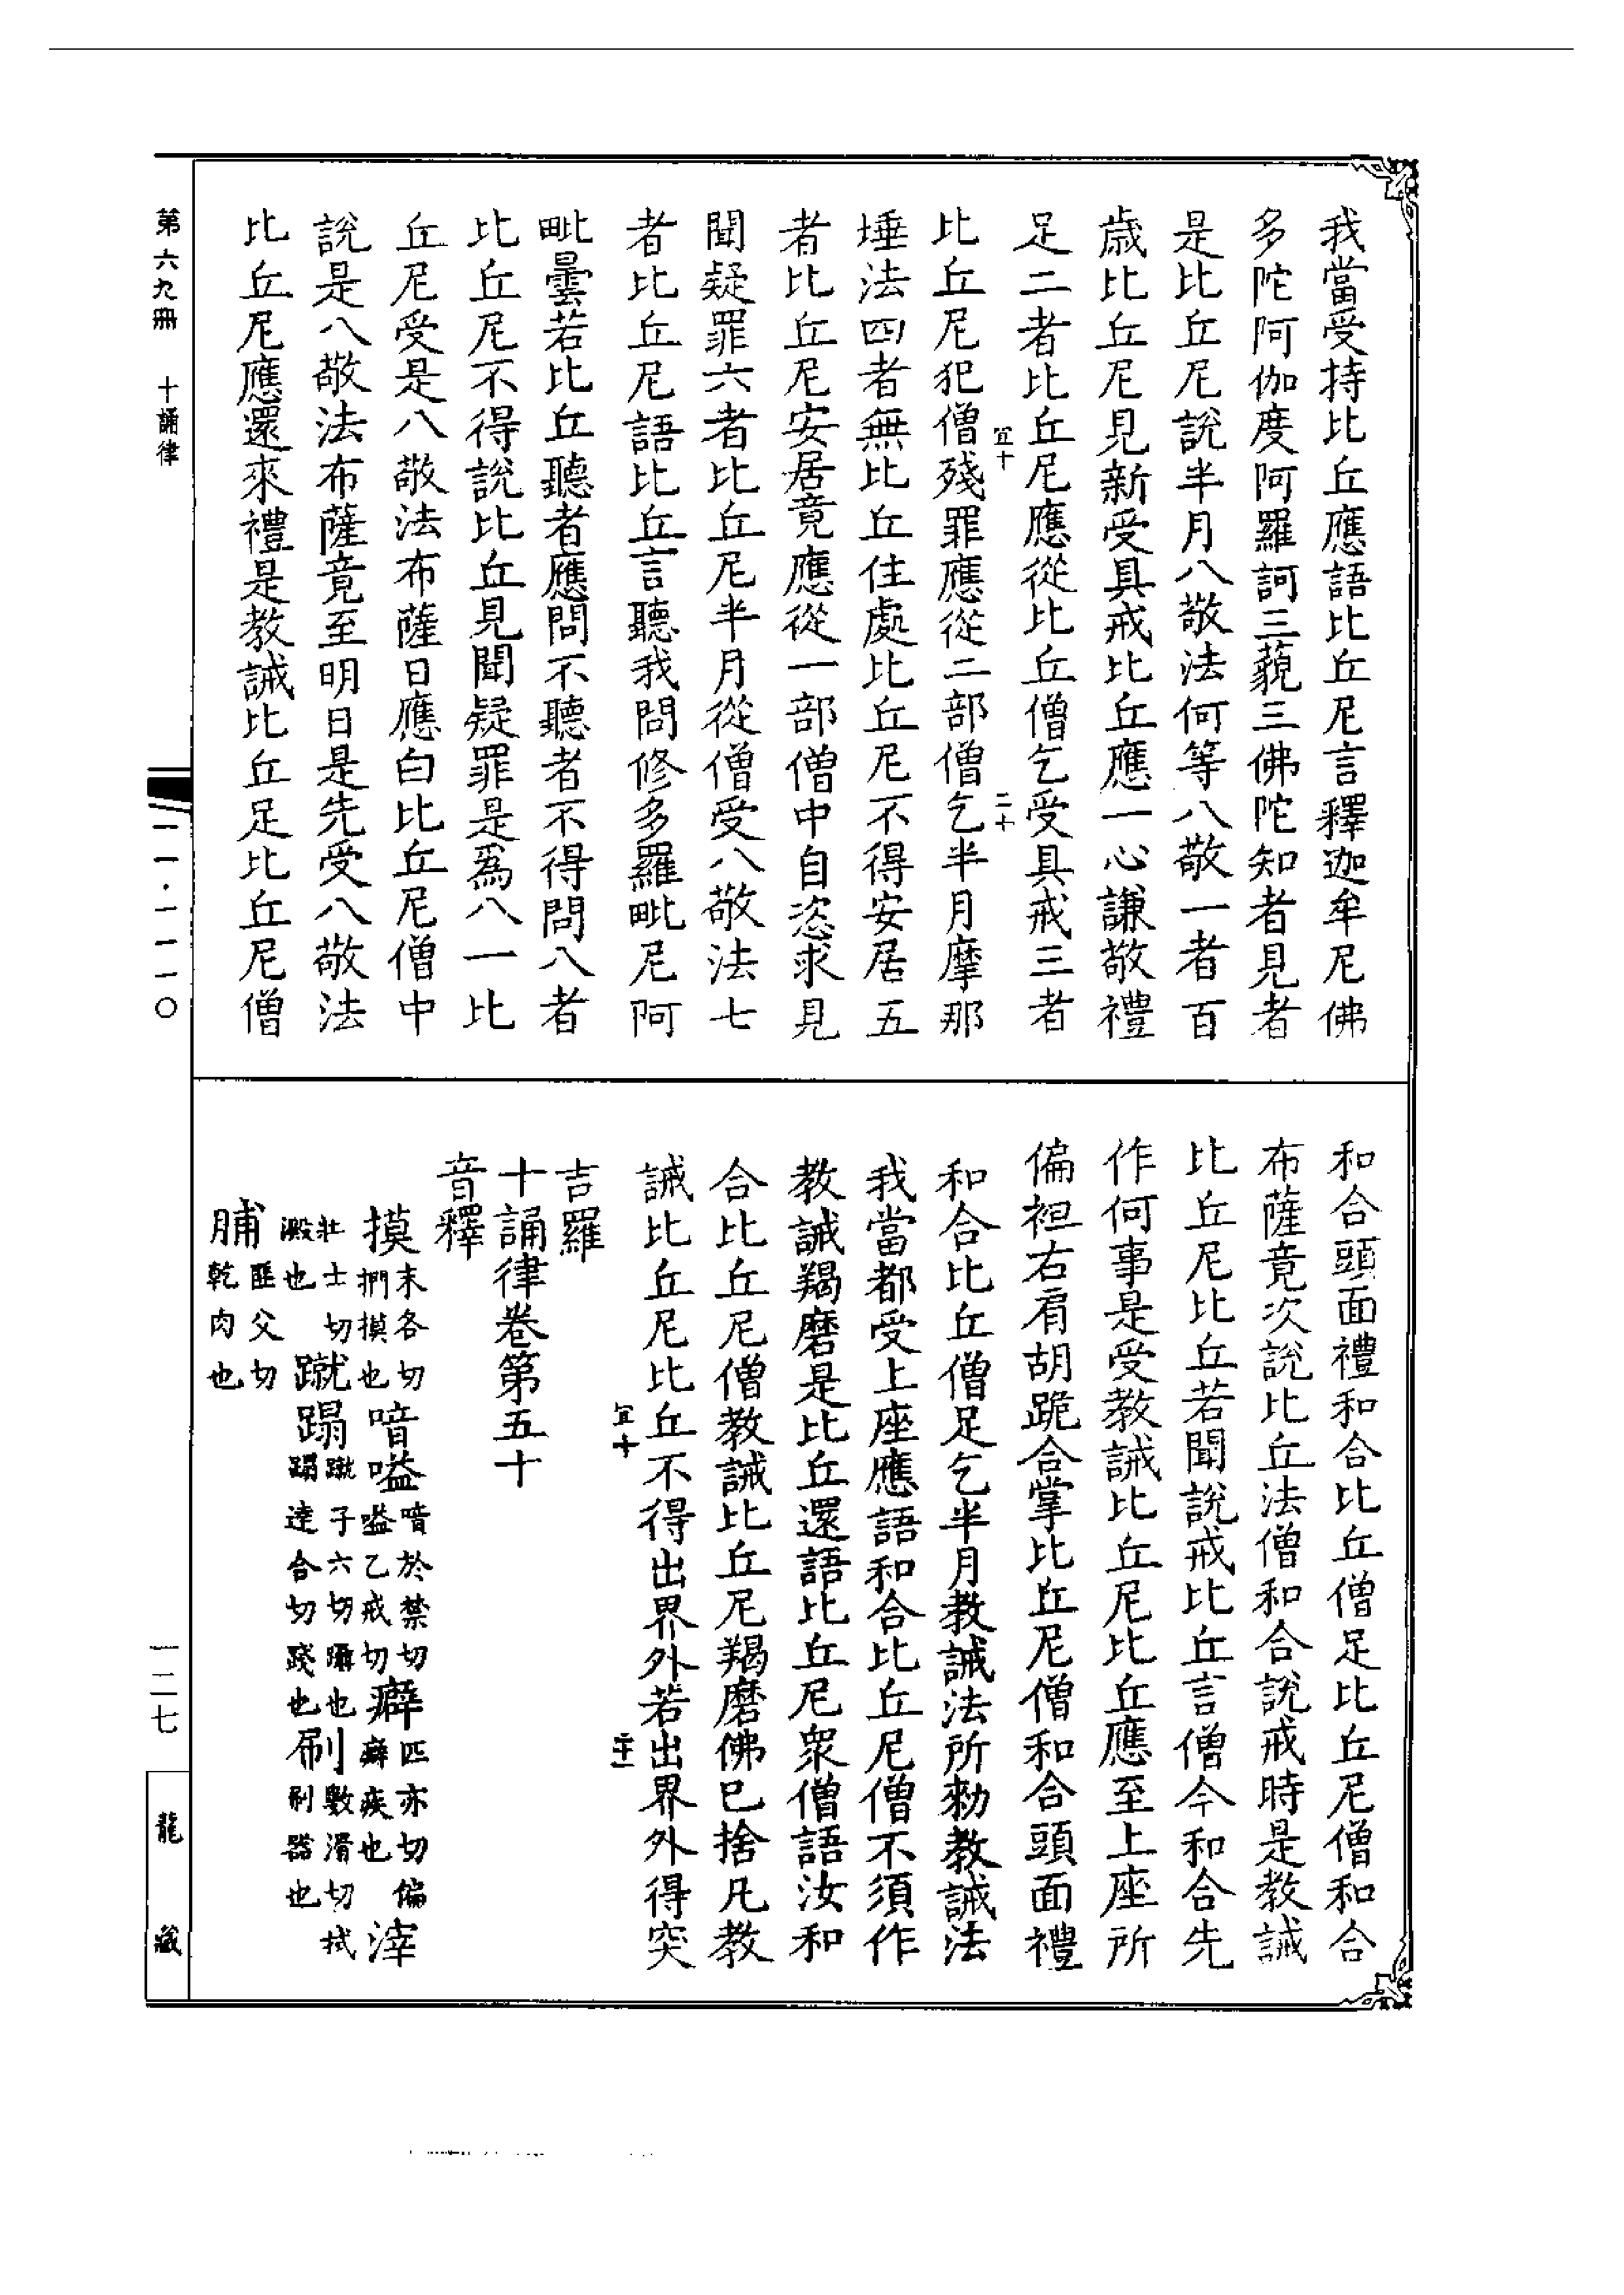 我當受持比丘應語比丘尼言釋迦牟尼佛
多陀阿伽度阿羅訶三藐三佛陀知者見者
是比丘尼說半月八敬法何等八敬一者百
歳比丘尼見新受具戒比丘應一心謙敬禮
足二者比丘尼應從比丘僧乞受具戒三者
宜十
二十
比丘尼犯僧殘罪應從二部僧乞半月摩那
埵法四者無比丘住處比丘尼不得安居五
者比丘尼安居竟應從一部僧中自恣求見
聞疑罪六者比丘尼半月從僧受八敬法七
者比丘尼語比丘言聽我問修多羅毗尼阿
毗曇若比丘聽者應問不聽者不得問八者
比丘尼不得說比丘見聞疑罪是爲八一比
丘尼受是八敬法布薩日應白比丘尼僧中
說是八敬法布薩竟至明日是先受八敬法
比丘尼應還來禮是教誡比丘足比丘尼僧
和合頭面禮和合比丘僧足比丘尼僧和合
布薩竟次說比丘法僧和合說戒時是教誡
比丘尼比丘若聞說戒比丘言僧今和合先
作何事是受教誡比丘尼比丘應至上座所
偏袒右肩胡跪合掌比丘尼僧和合頭面禮
和合比丘僧足乞半月教誡法所勑教誡法
我當都受上座應語和合比丘尼僧不須作
教誡羯磨是比丘還語比丘尼衆僧語汝和
合比丘尼僧教誡比丘尼羯磨佛已捨凡教
誡比丘尼比丘不得出界外若出界外得突
宜十
二十一
吉羅
十誦律卷第五十
音釋
摸末各切捫摸也喑嗌喑於禁切嗌乙戒切癖匹亦切偏癖疾也滓
壯士切澱也蹴蹋蹴子六切躡也蹋達合切踐也刷數滑切拭刷器也
脯匪父切乾肉也
第六九冊 十誦律
一一·一一一〇
一二七
龍藏